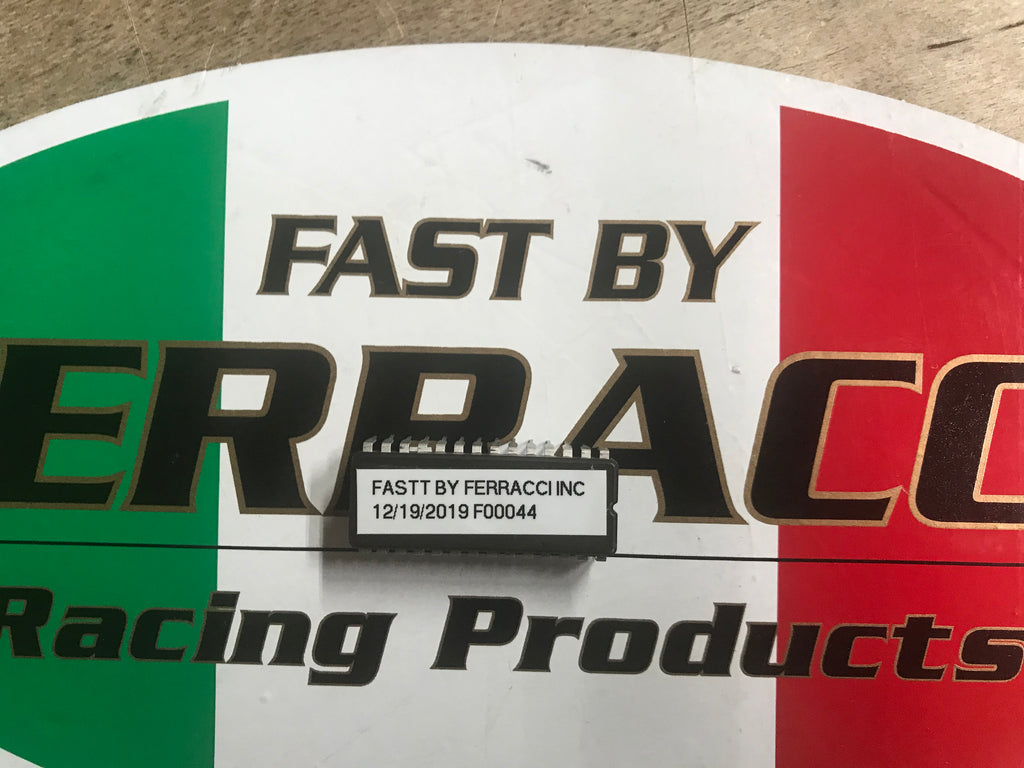 FAST BY
ERRACC
FASTT BY FERRACCI INC
12/19/2019 F00044
Racing Products